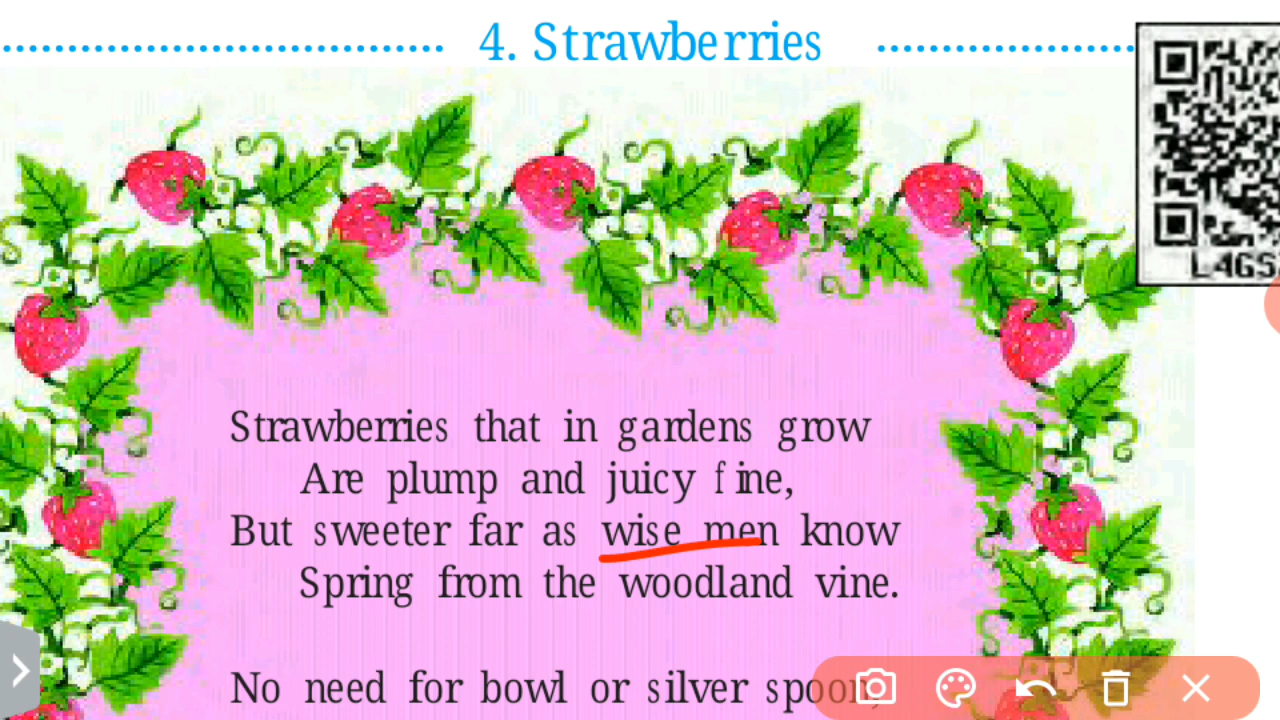 4. Strawberries
Strawberries that in gardens grow
Are plump and juicy fine,
But sweeter far as wise men know
Spring from the woodland vine.
No need for bowl or silver spoon,